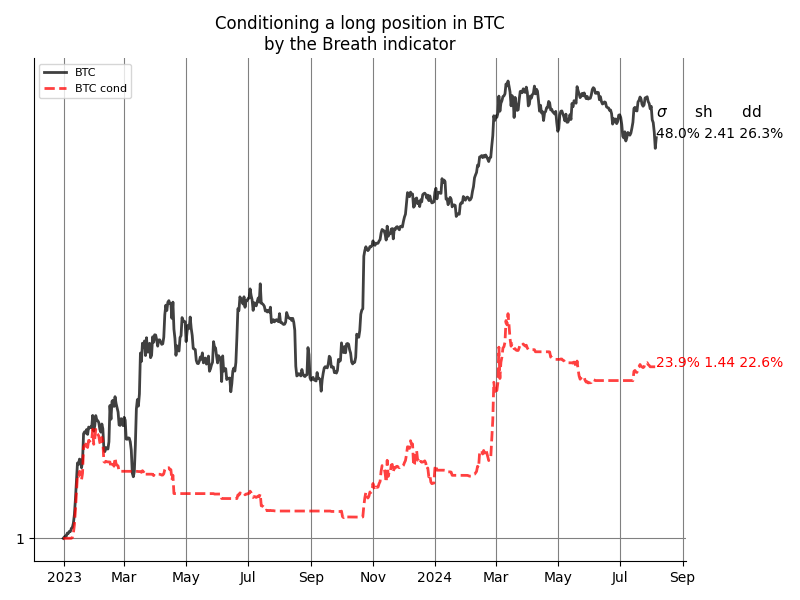 Conditioning a long position in BTC
by the Breath indicator
BTC
BTC cond
σ sh dd
48.0% 2.41 26.3%
23.9% 1.44 22.6%
1
2023 Mar May Jul Sep Nov 2024 Mar May Jul Sep